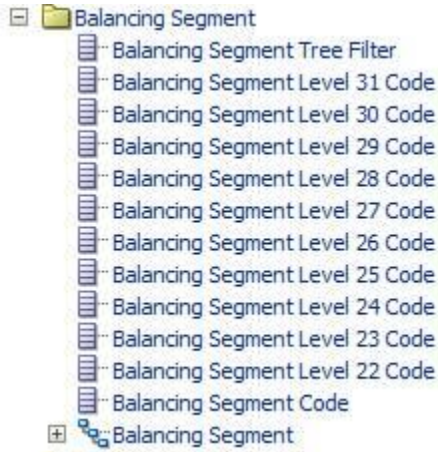 Balancing Segment
Balancing Segment Tree Filter
Balancing Segment Level 31 Code
Balancing Segment Level 30 Code
Balancing Segment Level 29 Code
Balancing Segment Level 28 Code
Balancing Segment Level 27 Code
Balancing Segment Level 26 Code
Balancing Segment Level 25 Code
Balancing Segment Level 24 Code
Balancing Segment Level 23 Code
Balancing Segment Level 22 Code
Balancing Segment Code
Balancing Segment